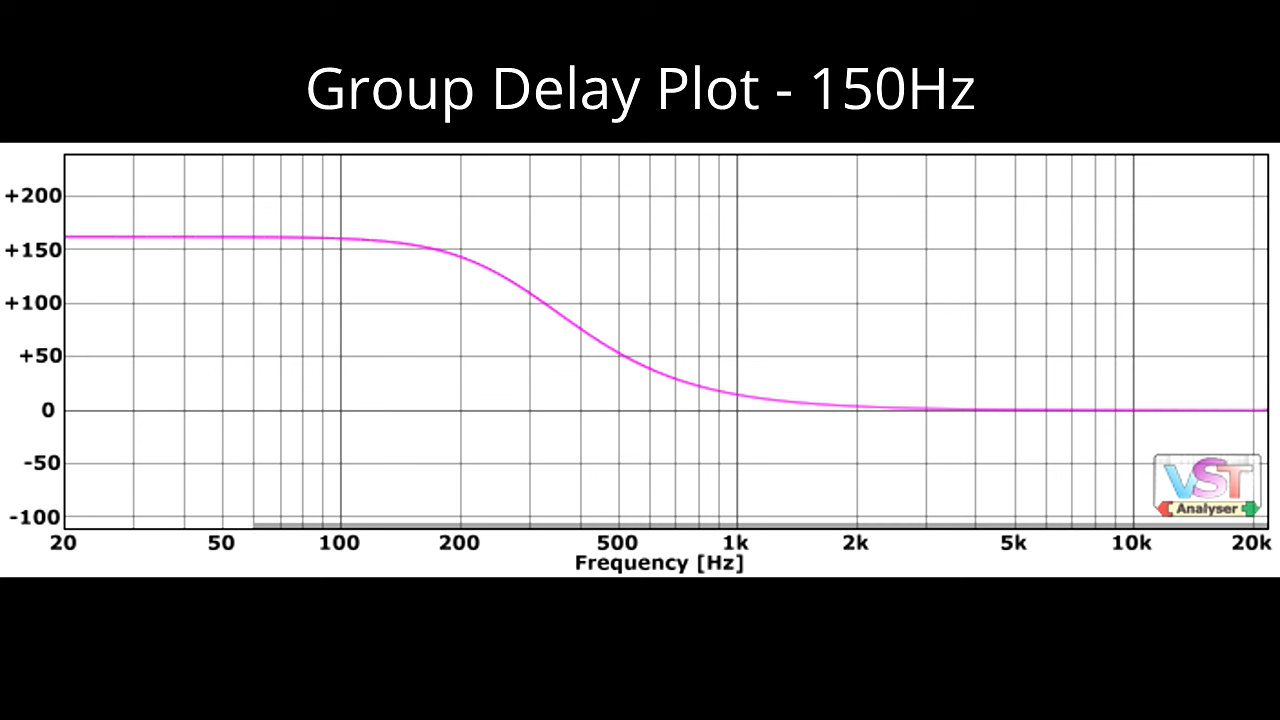 Group Delay Plot - 150Hz
+200
+150
+100
+50
0
-50
-100
20 50 100 200 500 1k 2k 5k 10k 20k
Frequency [Hz]
VST
Analyser